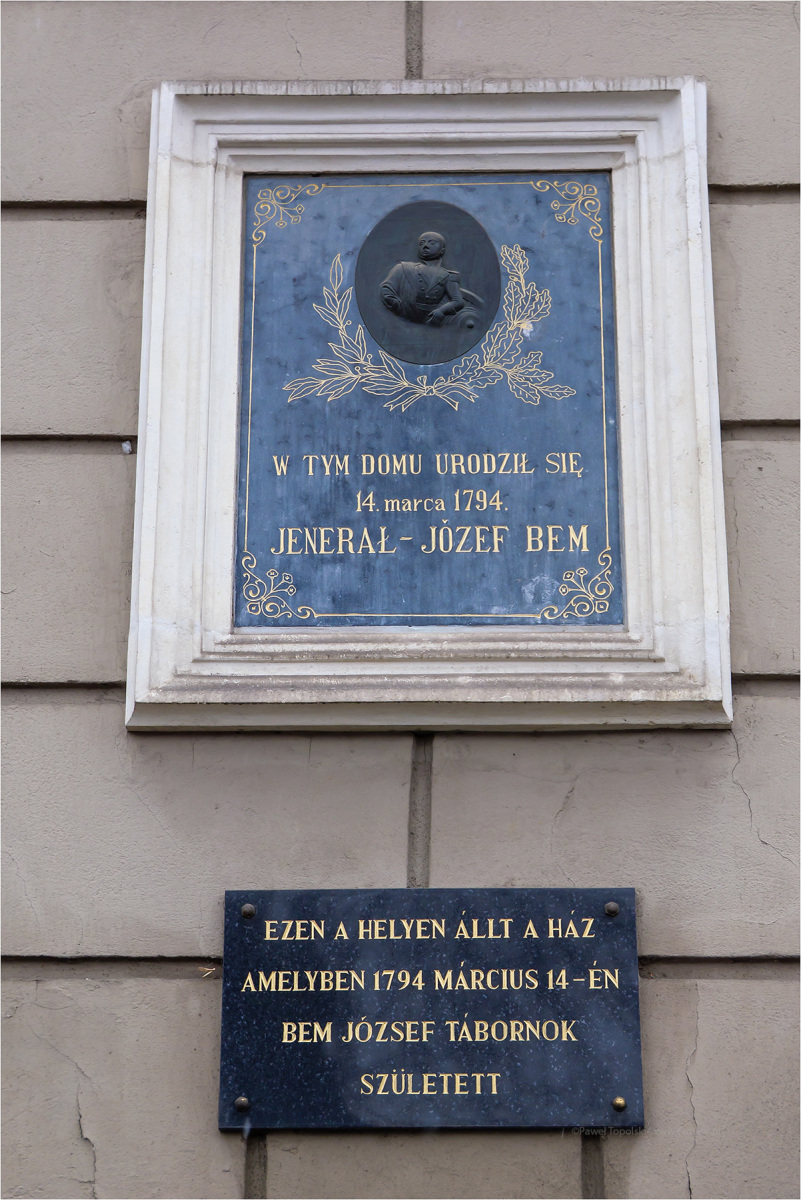 W TYM DOMU URODZIŁ SIĘ
14. marca 1794.
JENERAŁ-JÓZEF BEM
EZEN A HELYEN ÁLLT A HÁZ
AMELYBEN 1794 MÁRCIUS 14-ÉN
BEM JÓZSEF TÁBORNOK
SZÜLETETT